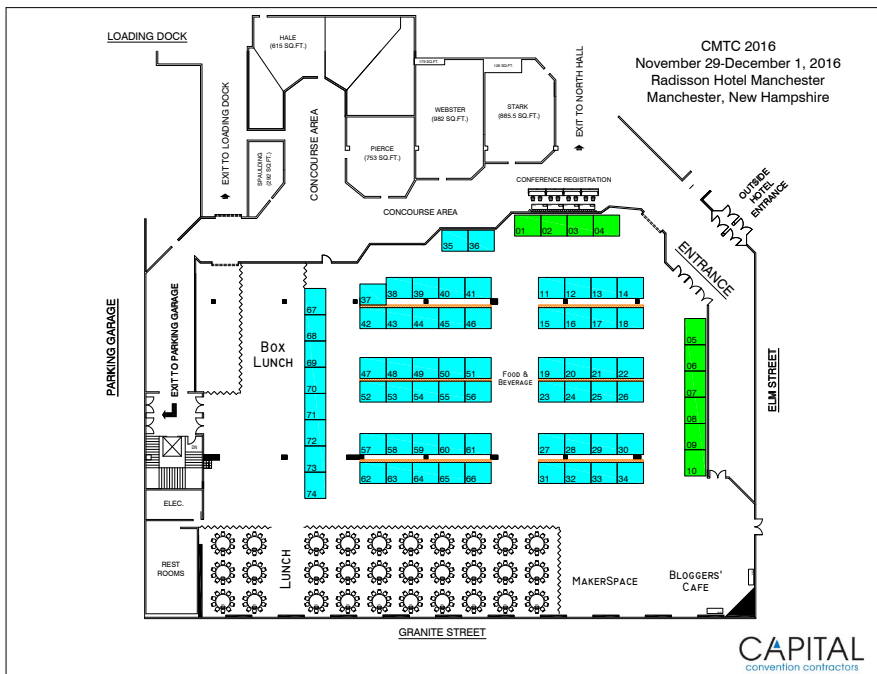 LOADING DOCK
HALE
(615 SQ.FT.)
CMTC 2016
November 29-December 1, 2016
Radisson Hotel Manchester
Manchester, New Hampshire
EXIT TO LOADING DOCK
CONCOURSE AREA
WEBSTER
(982 SQ.FT.)
STARK
(885.5 SQ.FT.)
EXIT TO NORTH HALL
PIERCE
(753 SQ.FT.)
SPAULDING
(292 SQ.FT.)
CONFERENCE REGISTRATION
OUTSIDE
HOTEL
ENTRANCE
CONCOURSE AREA
01 02 03 04
35 36
ENTRANCE
37 38 39 40 41
11 12 13 14
42 43 44 45 46
15 16 17 18
67
68
69
70
71
72
73
74
05
06
07
08
09
10
BOX
LUNCH
PARKING GARAGE
EXIT TO PARKING GARAGE
47 48 49 50 51
FOOD &
BEVERAGE
19 20 21 22
52 53 54 55 56
23 24 25 26
ELM STREET
57 58 59 60 61
27 28 29 30
62 63 64 65 66
31 32 33 34
DN
ELEC.
REST
ROOMS
LUNCH
MAKERSPACE
BLOGGERS'
CAFE
GRANITE STREET
CAPITAL
convention contractors